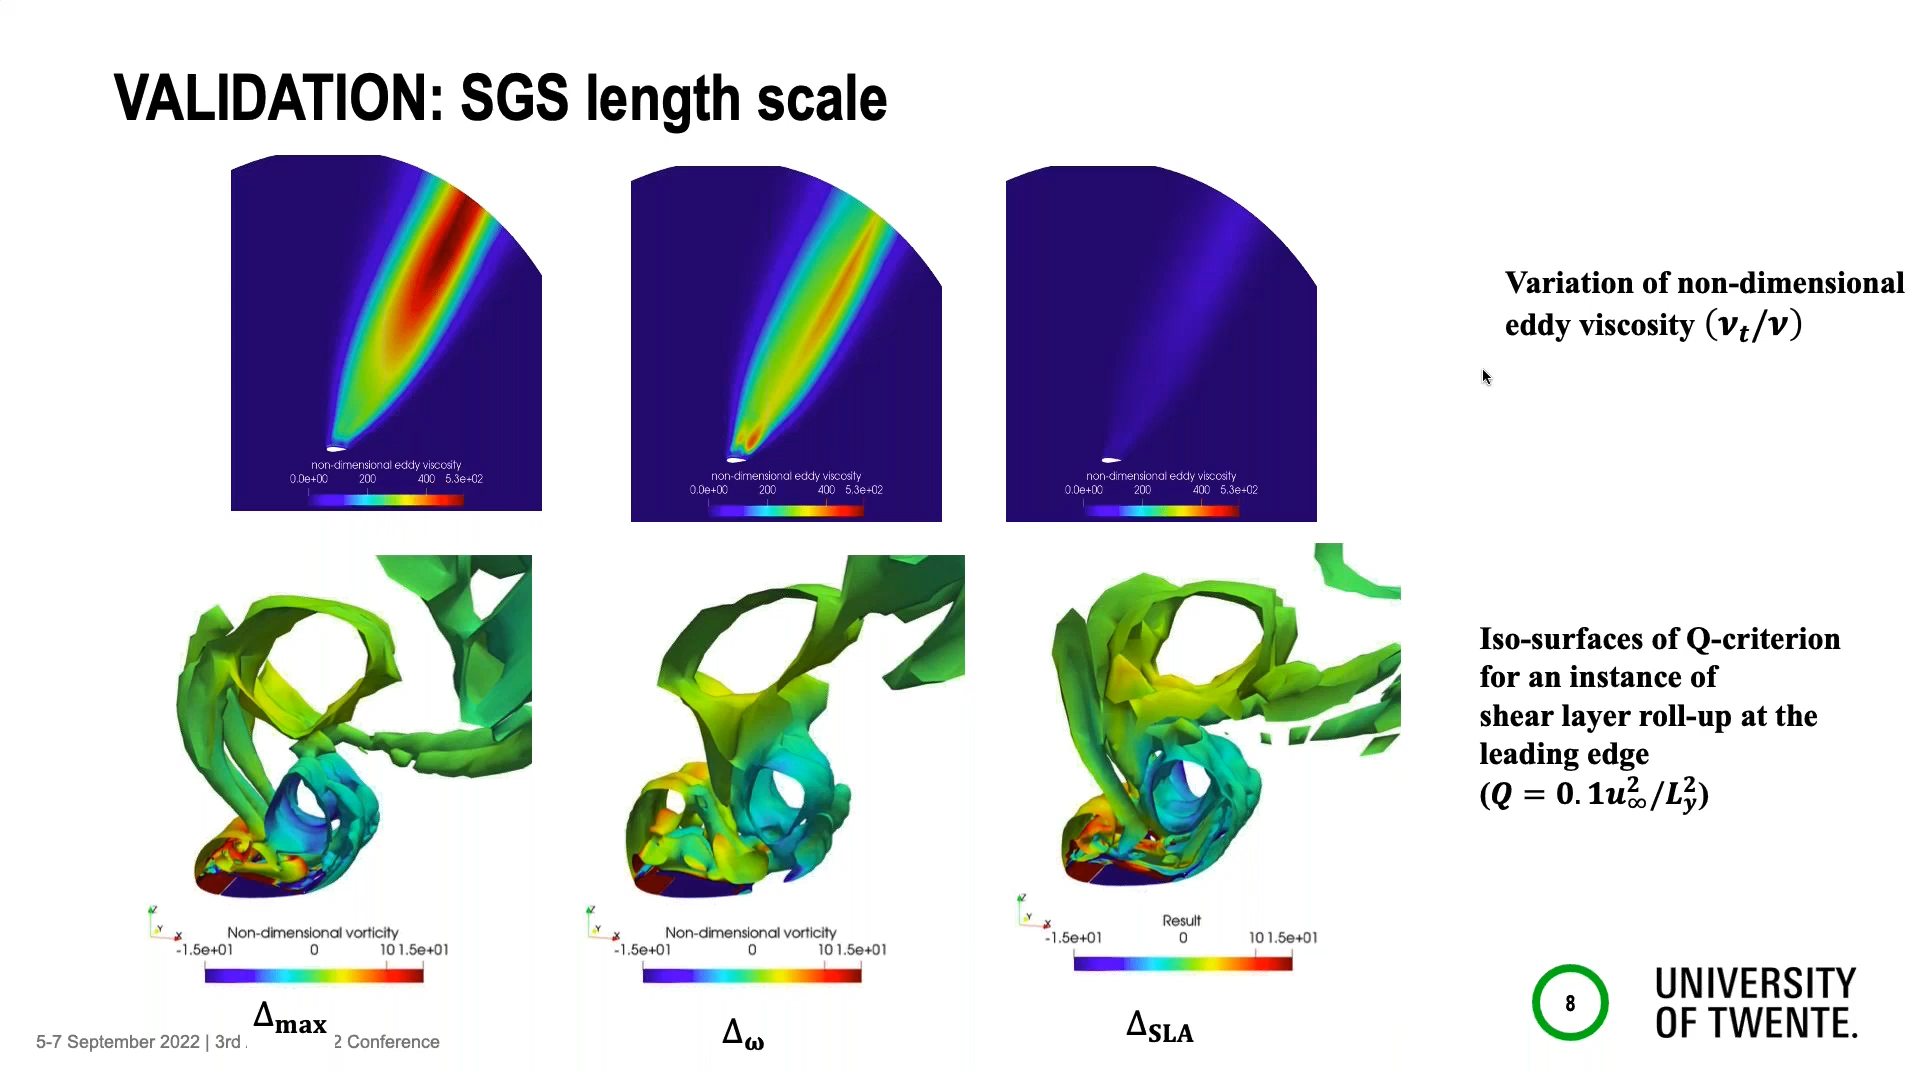 VALIDATION: SGS length scale
non-dimensional eddy viscosity
0.0e+00 200 400 5.3e+02
non-dimensional eddy viscosity
0.0e+00 200 400 5.3e+02
non-dimensional eddy viscosity
0.0e+00 200 400 5.3e+02
Variation of non-dimensional
eddy viscosity (νₜ/ν)
Iso-surfaces of Q-criterion
for an instance of
shear layer roll-up at the
leading edge
(Q = 0.1u²∞/L²y)
Z
Y
X
Non-dimensional vorticity
-1.5e+01 0 10 1.5e+01
Z
Y
X
Non-dimensional vorticity
-1.5e+01 0 10 1.5e+01
Z
Y
X
Result
-1.5e+01 0 10 1.5e+01
Δmax
Δω
ΔSLA
5-7 September 2022 | 3rd
2 Conference
8
UNIVERSITY
OF TWENTE.